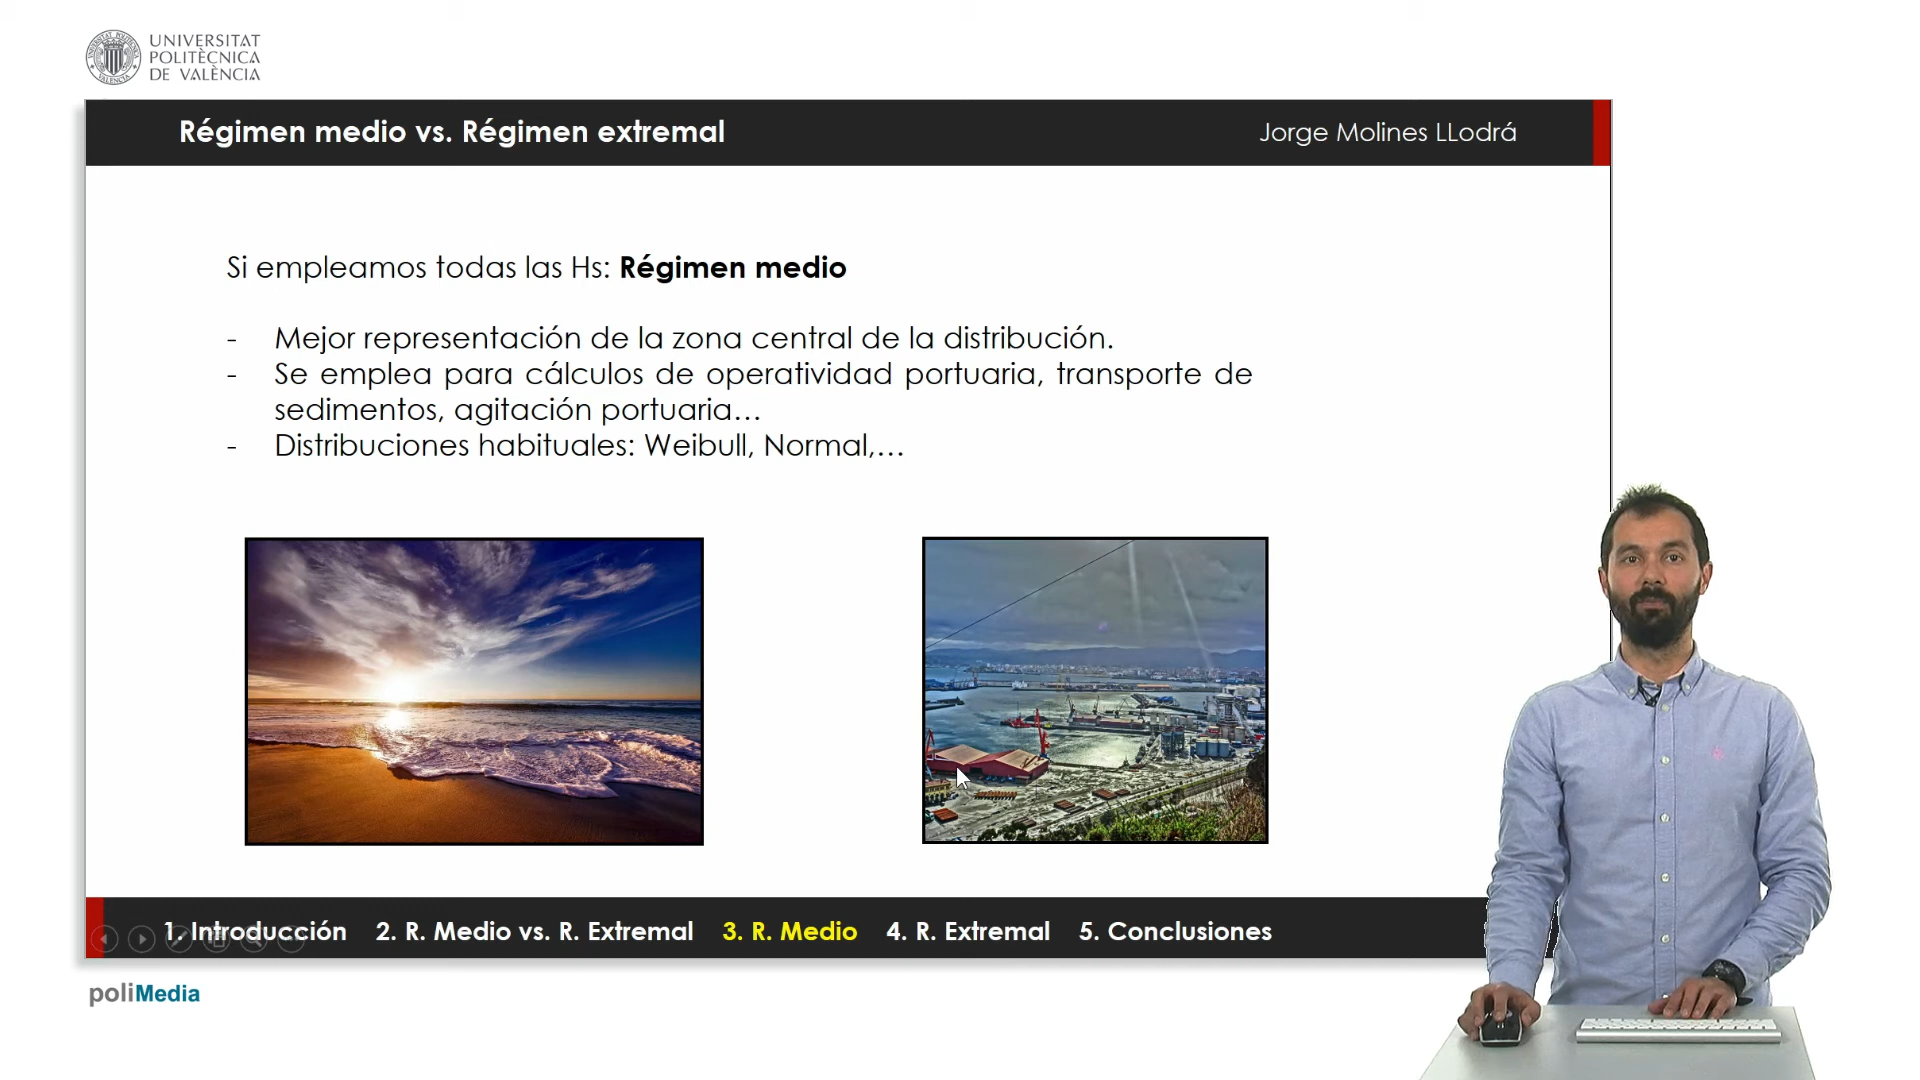 UNIVERSITAT
POLITÈCNICA
DE VALÈNCIA
Régimen medio vs. Régimen extremal
Jorge Molines LLodrá
Si empleamos todas las Hs: Régimen medio
- Mejor representación de la zona central de la distribución.
- Se emplea para cálculos de operatividad portuaria, transporte de
sedimentos, agitación portuaria...
- Distribuciones habituales: Weibull, Normal,...
1. Introducción 2. R. Medio vs. R. Extremal 3. R. Medio 4. R. Extremal 5. Conclusiones
poliMedia